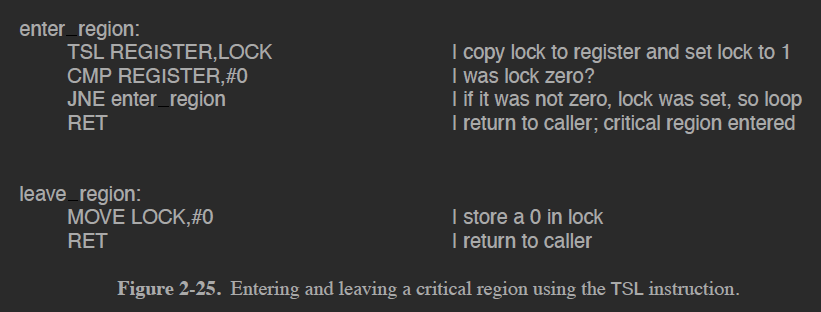 enter_region:
TSL REGISTER,LOCK | copy lock to register and set lock to 1
CMP REGISTER,#0 | was lock zero?
JNE enter_region | if it was not zero, lock was set, so loop
RET | return to caller; critical region entered
leave_region:
MOVE LOCK,#0 | store a 0 in lock
RET | return to caller
Figure 2-25. Entering and leaving a critical region using the TSL instruction.